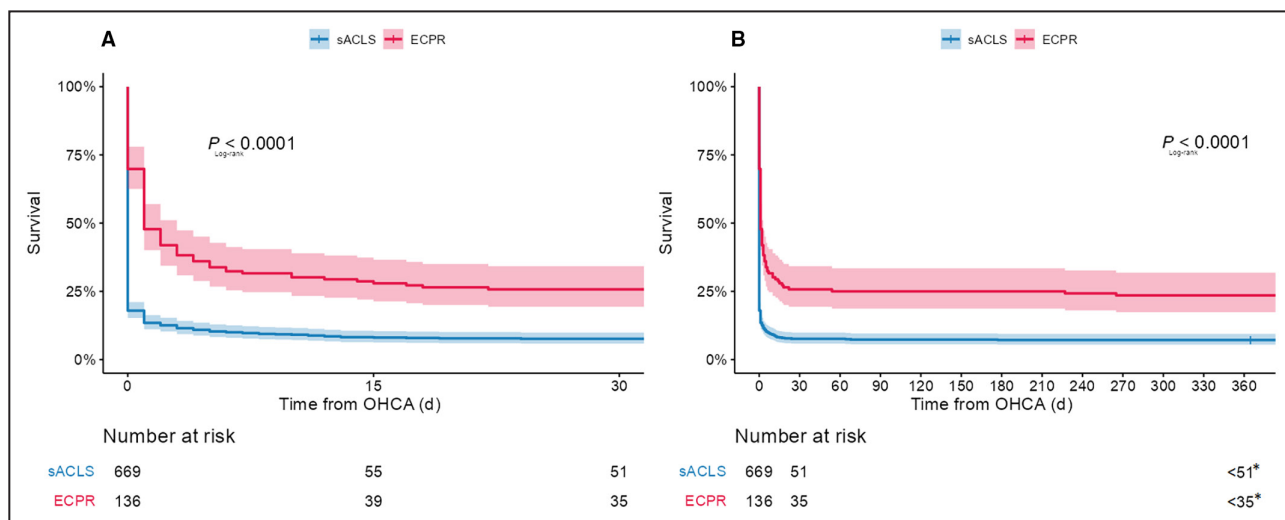 A
sACLS ECPR
100%
75%
50%
25%
0%
Survival
P < 0.0001
Log-rank
0 15 30
Time from OHCA (d)
Number at risk
sACLS 669 55 51
ECPR 136 39 35
B
sACLS ECPR
100%
75%
50%
25%
0%
Survival
P < 0.0001
Log-rank
0 30 60 90 120 150 180 210 240 270 300 330 360
Time from OHCA (d)
Number at risk
sACLS 669 51 <51*
ECPR 136 35 <35*